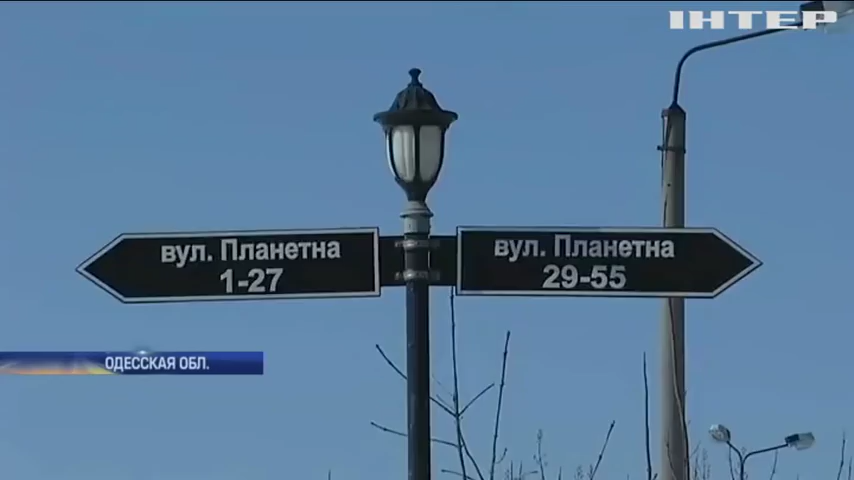 ІНТЕР
вул. Планетна
1-27
вул. Планетна
29-55
ОДЕССКАЯ ОБЛ.